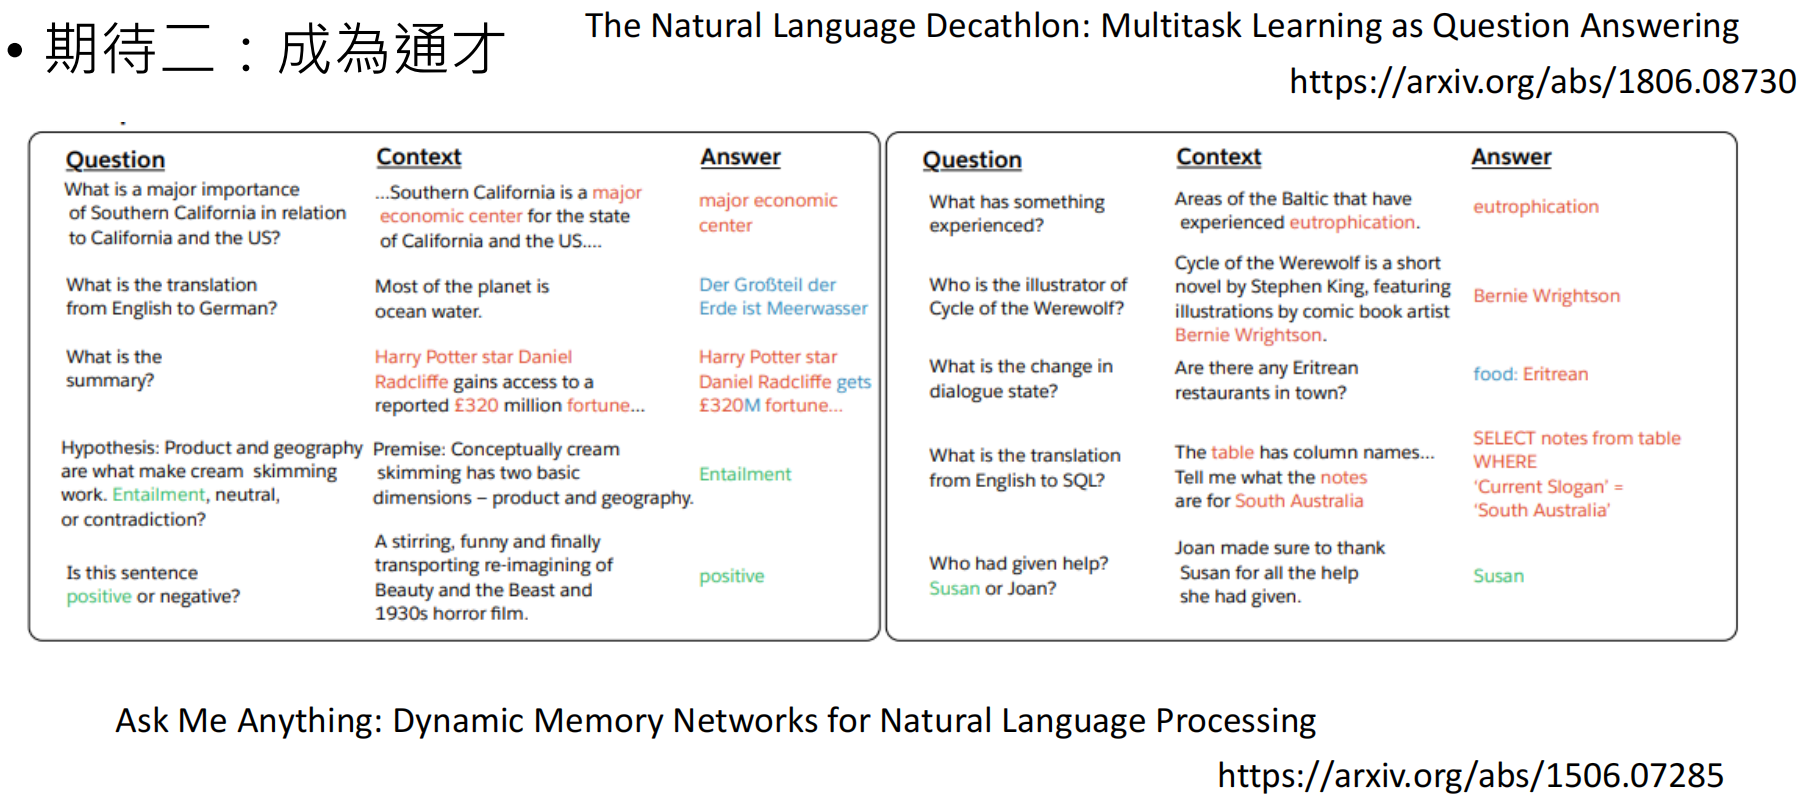 • 期待二：成為通才
The Natural Language Decathlon: Multitask Learning as Question Answering
https://arxiv.org/abs/1806.08730
Question
Context
Answer
What is a major importance
of Southern California in relation
to California and the US?
...Southern California is a major
economic center for the state
of California and the US....
major economic
center
What is the translation
from English to German?
Most of the planet is
ocean water.
Der Großteil der
Erde ist Meerwasser
What is the
summary?
Harry Potter star Daniel
Radcliffe gains access to a
reported £320 million fortune...
Harry Potter star
Daniel Radcliffe gets
£320M fortune...
Hypothesis: Product and geography
are what make cream skimming
work. Entailment, neutral,
or contradiction?
Premise: Conceptually cream
skimming has two basic
dimensions – product and geography.
Entailment
Is this sentence
positive or negative?
A stirring, funny and finally
transporting re-imagining of
Beauty and the Beast and
1930s horror film.
positive
Question
Context
Answer
What has something
experienced?
Areas of the Baltic that have
experienced eutrophication.
eutrophication
Who is the illustrator of
Cycle of the Werewolf?
Cycle of the Werewolf is a short
novel by Stephen King, featuring
illustrations by comic book artist
Bernie Wrightson.
Bernie Wrightson
What is the change in
dialogue state?
Are there any Eritrean
restaurants in town?
food: Eritrean
What is the translation
from English to SQL?
The table has column names...
Tell me what the notes
are for South Australia
SELECT notes from table
WHERE
‘Current Slogan’ =
‘South Australia’
Who had given help?
Susan or Joan?
Joan made sure to thank
Susan for all the help
she had given.
Susan
Ask Me Anything: Dynamic Memory Networks for Natural Language Processing
https://arxiv.org/abs/1506.07285